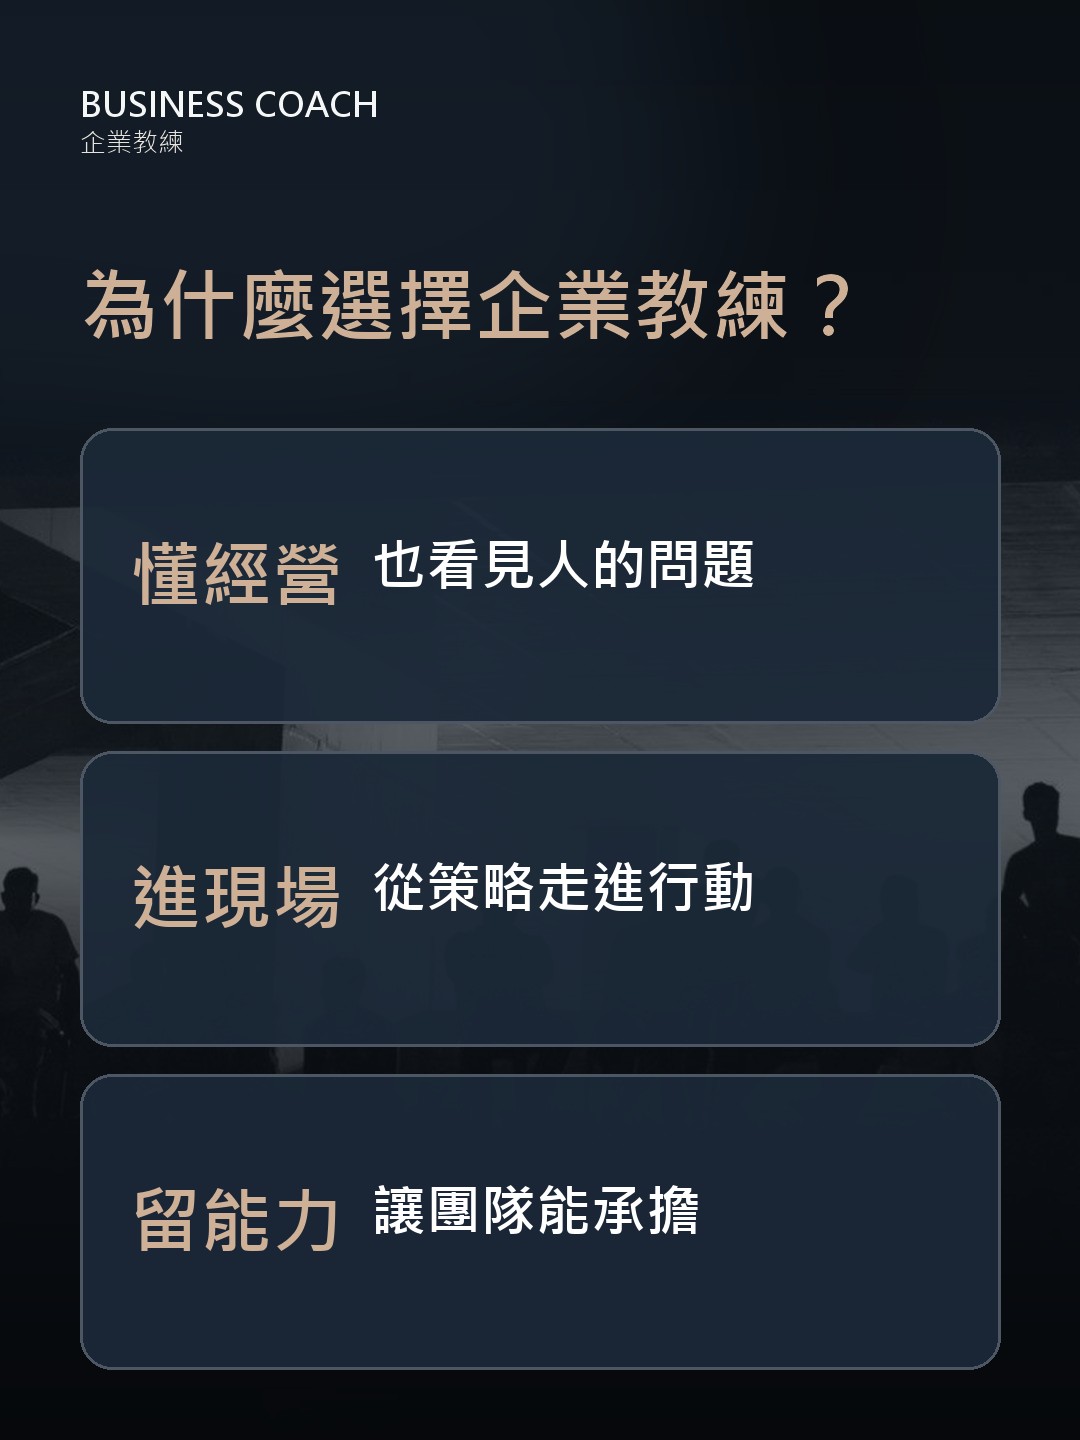 BUSINESS COACH
企業教練
為什麼選擇企業教練？
懂經營 也看見人的問題
進現場 從策略走進行動
留能力 讓團隊能承擔